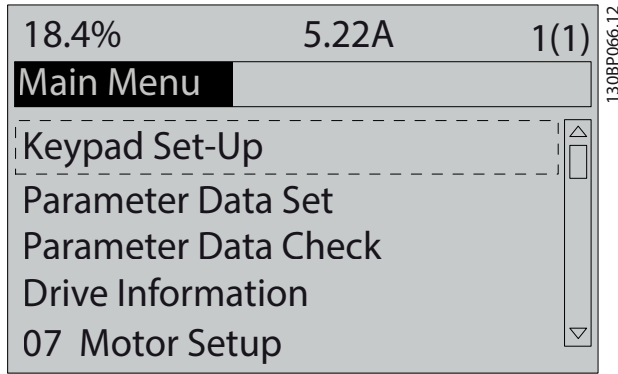 18.4% 5.22A 1(1)
Main Menu
Keypad Set-Up
Parameter Data Set
Parameter Data Check
Drive Information
07 Motor Setup
130BP066.12